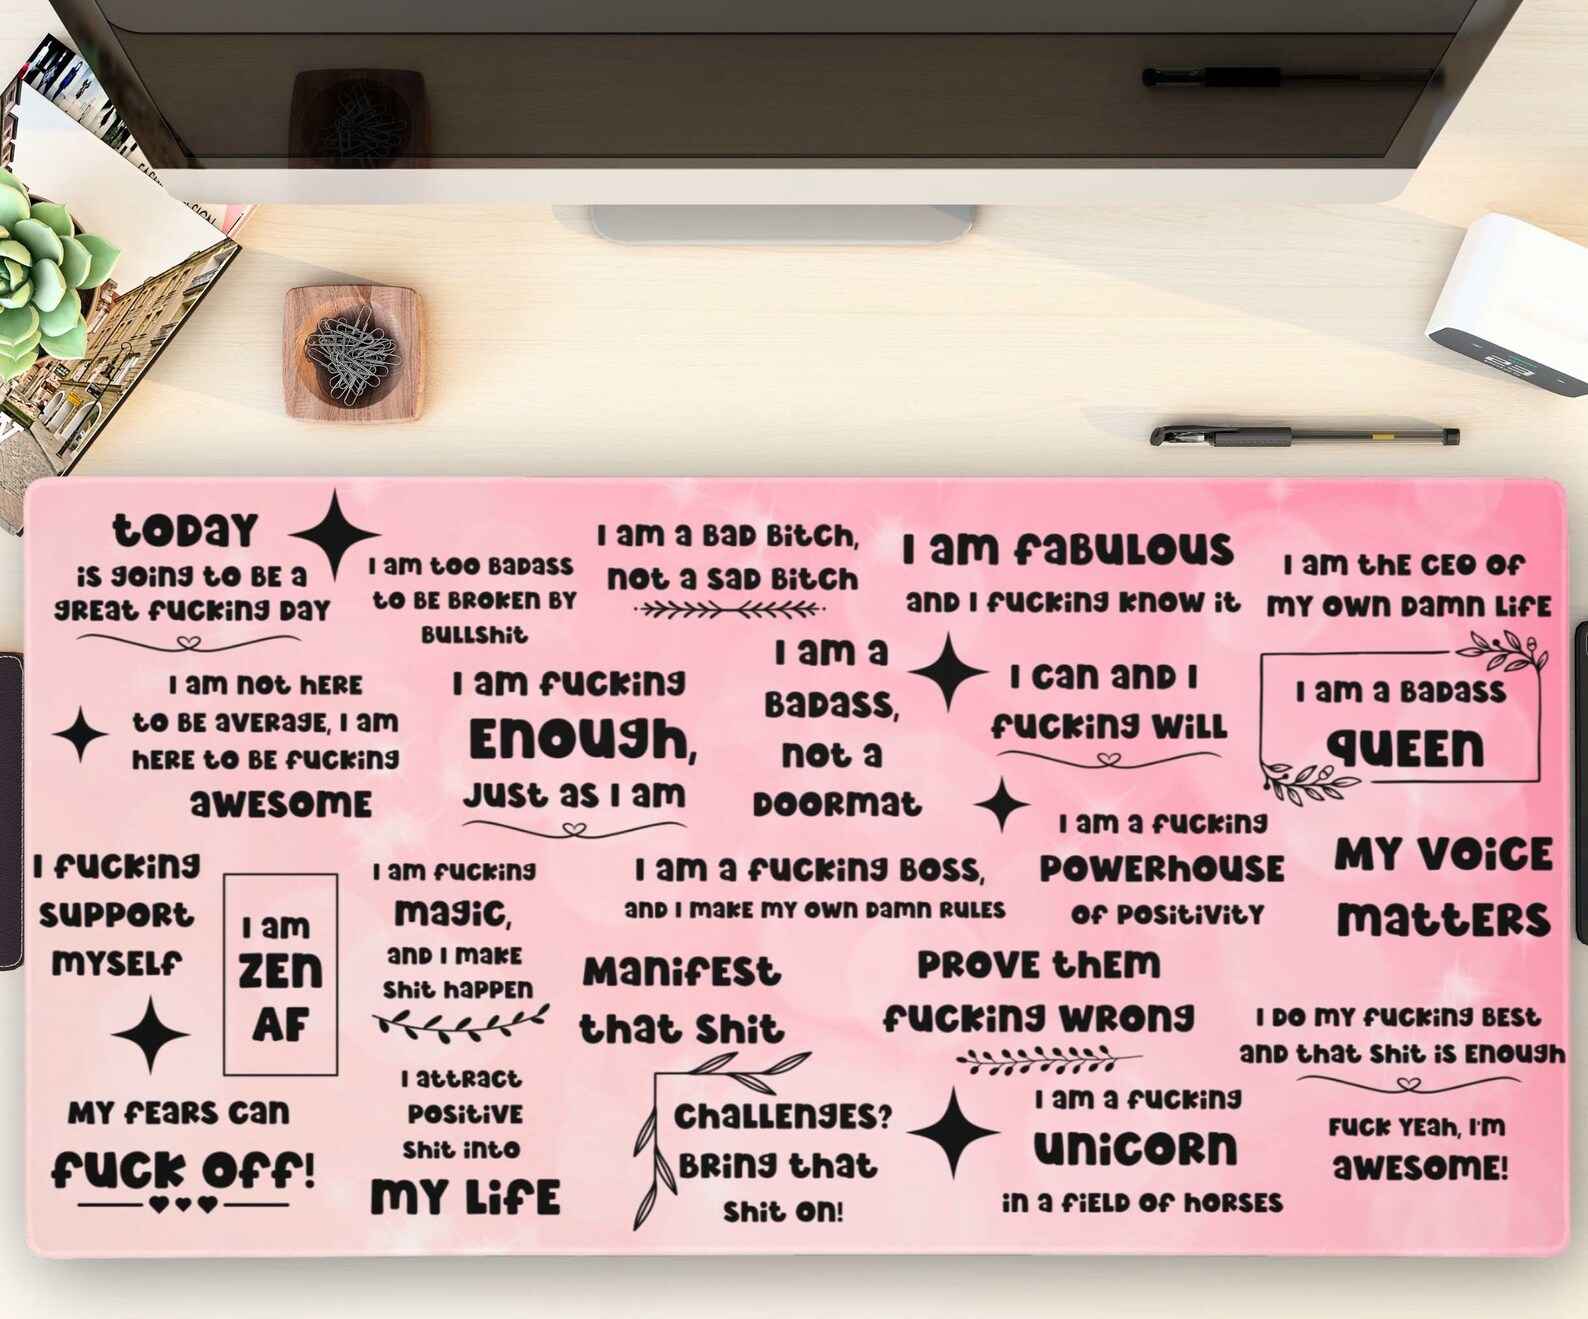 TODAY
is going to be a
great fucking day
I am too badass
to be broken by
bullshit
I am a bad bitch,
not a sad bitch
I am fabulous
and I fucking know it
I am the CEO of
my own damn life
I am not here
to be average, I am
here to be fucking
awesome
I am fucking
enough,
just as I am
I am a
badass,
not a
doormat
I can and I
fucking will
I am a badass
queen
I fucking
support
myself
I am
zen
AF
I am fucking
magic,
and I make
shit happen
I am a fucking boss,
and I make my own damn rules
I am a fucking
powerhouse
of positivity
My voice
matters
Manifest
that shit
Prove them
fucking wrong
I do my fucking best
and that shit is enough
My fears can
fuck off!
I attract
positive
shit into
my life
Challenges?
Bring that
shit on!
I am a fucking
unicorn
in a field of horses
Fuck yeah, I'm
awesome!